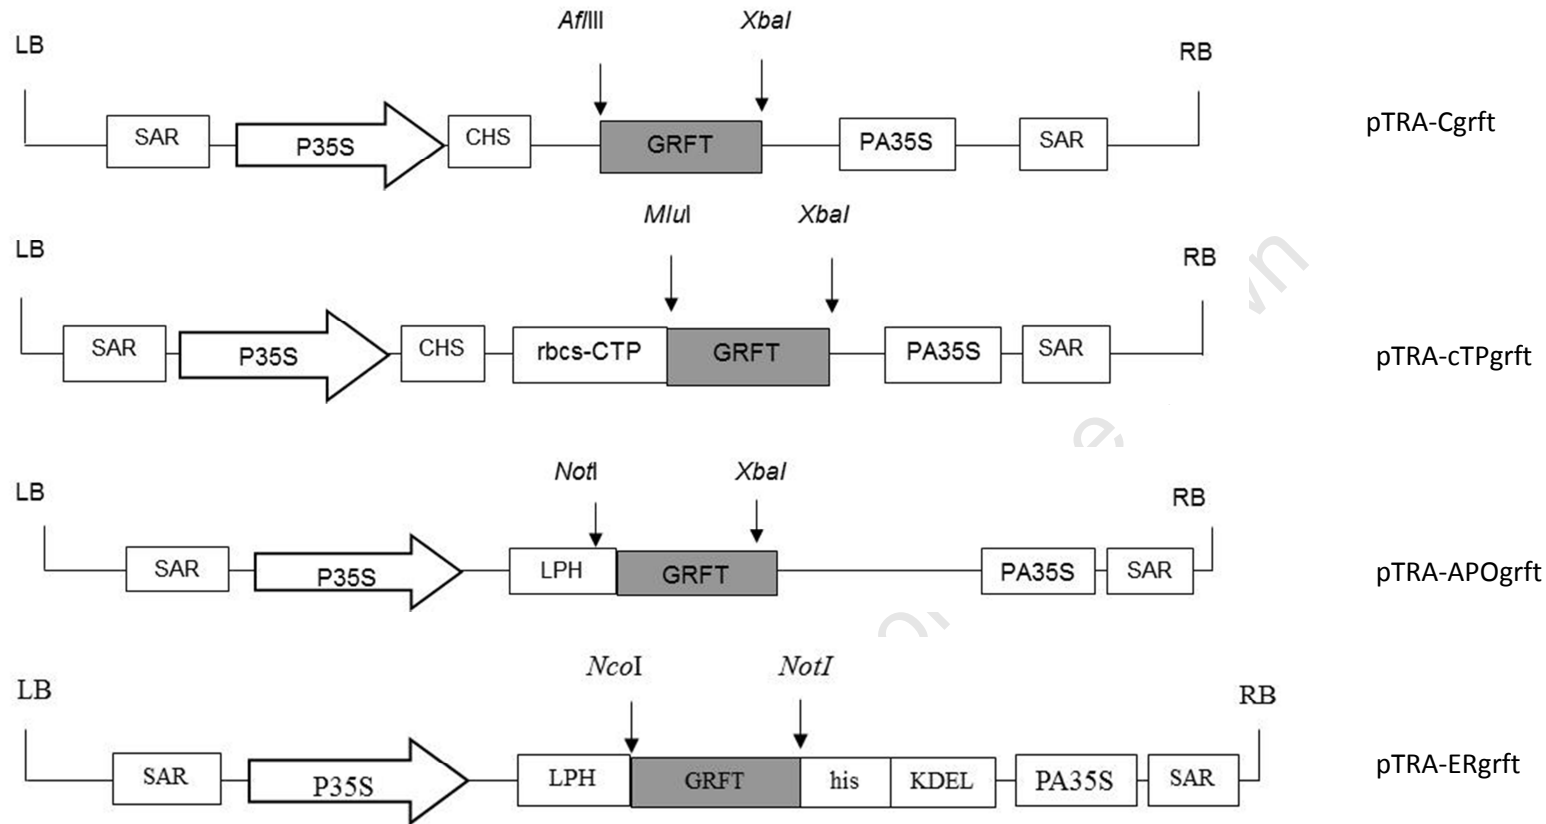 AflIII XbaI
LB RB
SAR P35S CHS GRFT PA35S SAR
pTRA-Cgrft
MluI XbaI
LB RB
SAR P35S CHS rbcs-CTP GRFT PA35S SAR
pTRA-cTPgrft
NotI XbaI
LB RB
SAR P35S LPH GRFT PA35S SAR
pTRA-APOgrft
NcoI NotI
LB RB
SAR P35S LPH GRFT his KDEL PA35S SAR
pTRA-ERgrft